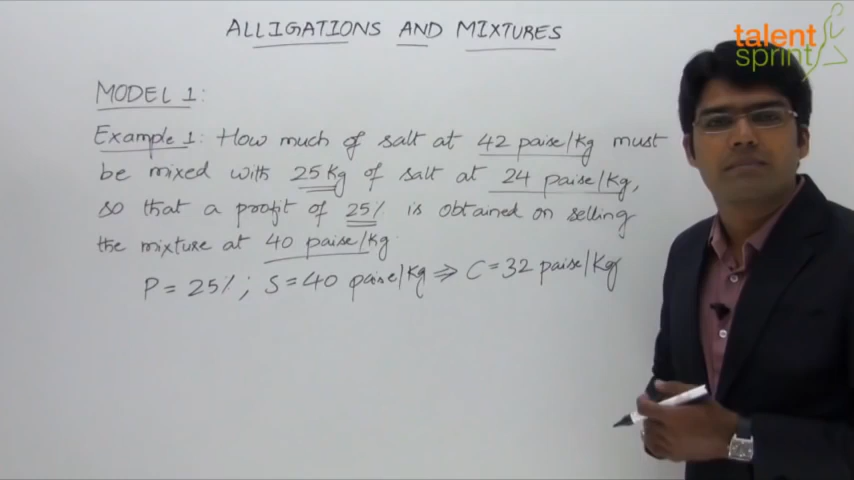 ALLIGATIONS AND MIXTURES
talent
sprint
MODEL 1:
Example 1: How much of salt at 42 paise/kg must
be mixed with 25 Kg of salt at 24 paise/Kg,
so that a profit of 25% is obtained on selling
the mixture at 40 paise/Kg.
P = 25% ; S = 40 paise/Kg ⇒ C = 32 paise/Kg